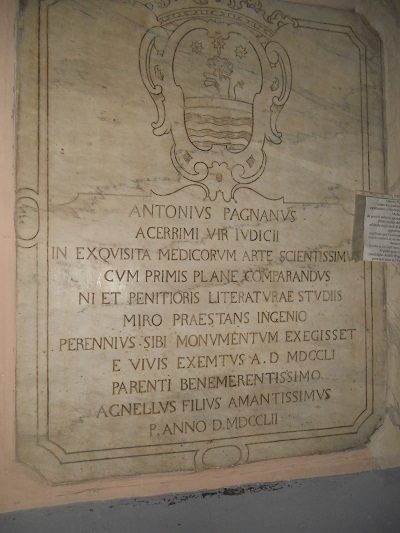 ANTONIVS PAGNANVS
ACERRIMI VIR IVDICII
IN EXQVISITA MEDICORVM ARTE SCIENTISSIMVS
CVM PRIMIS PLANE COMPARANDVS
NI ET PENITIORIS LITERATVRAE STVDIIS
MIRO PRAESTANS INGENIO
PERENNIVS SIBI MONVMENTVM EXEGISSET
E VIVIS EXEMTVS A. D MDCCLI
PARENTI BENEMERENTISSIMO
AGNELLVS FILIVS AMANTISSIMVS
P. ANNO D. MDCCLII